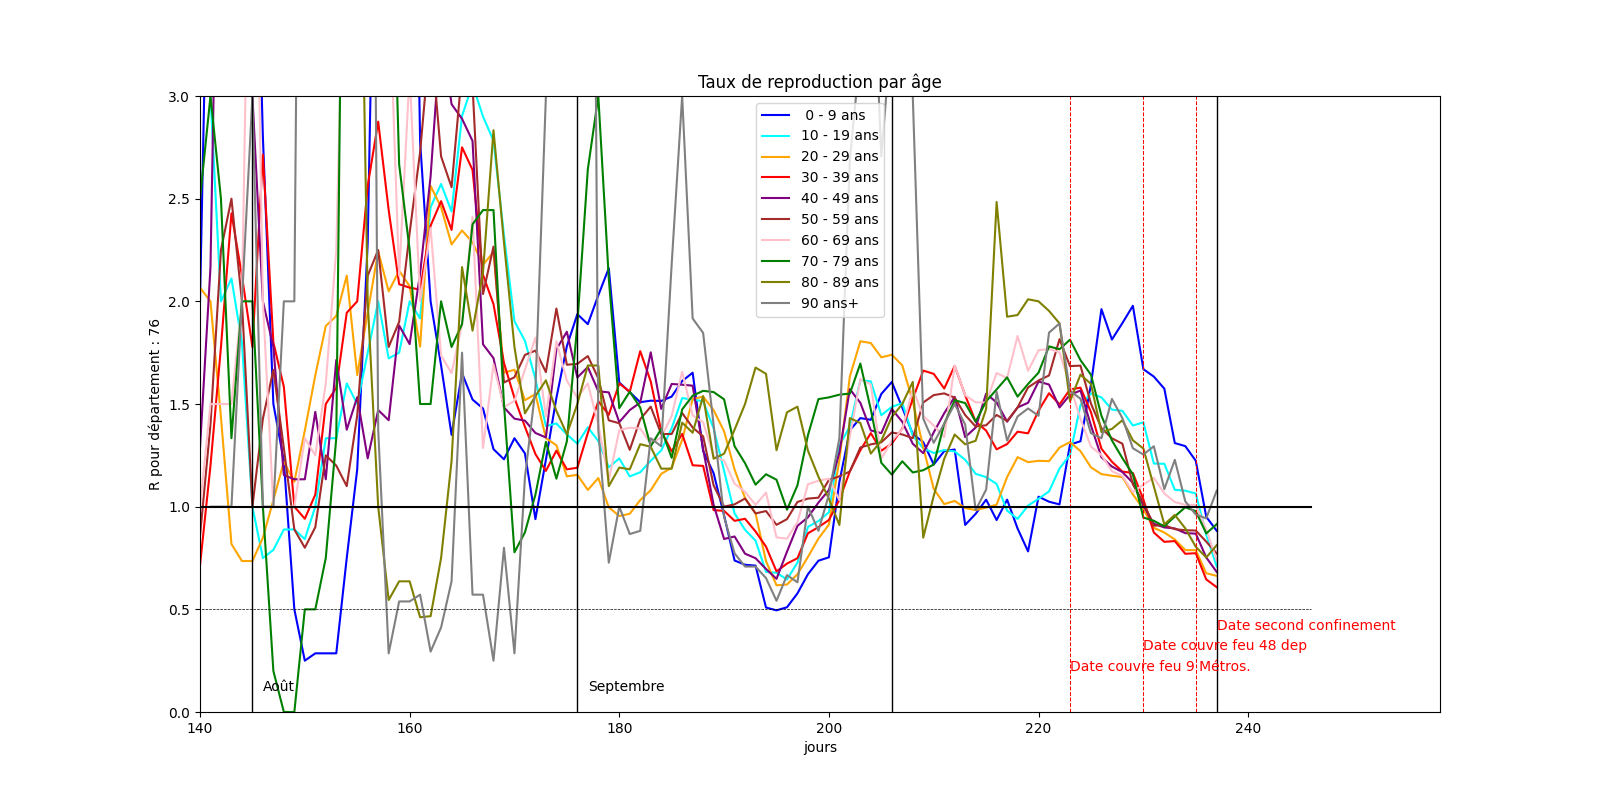 Taux de reproduction par âge
R pour département : 76
3.0
2.5
2.0
1.5
1.0
0.5
0.0
0 - 9 ans
10 - 19 ans
20 - 29 ans
30 - 39 ans
40 - 49 ans
50 - 59 ans
60 - 69 ans
70 - 79 ans
80 - 89 ans
90 ans+
Date second confinement
Date couvre feu 48 dep
Date couvre feu 9 Métros.
Août
Septembre
140
160
180
200
220
240
jours